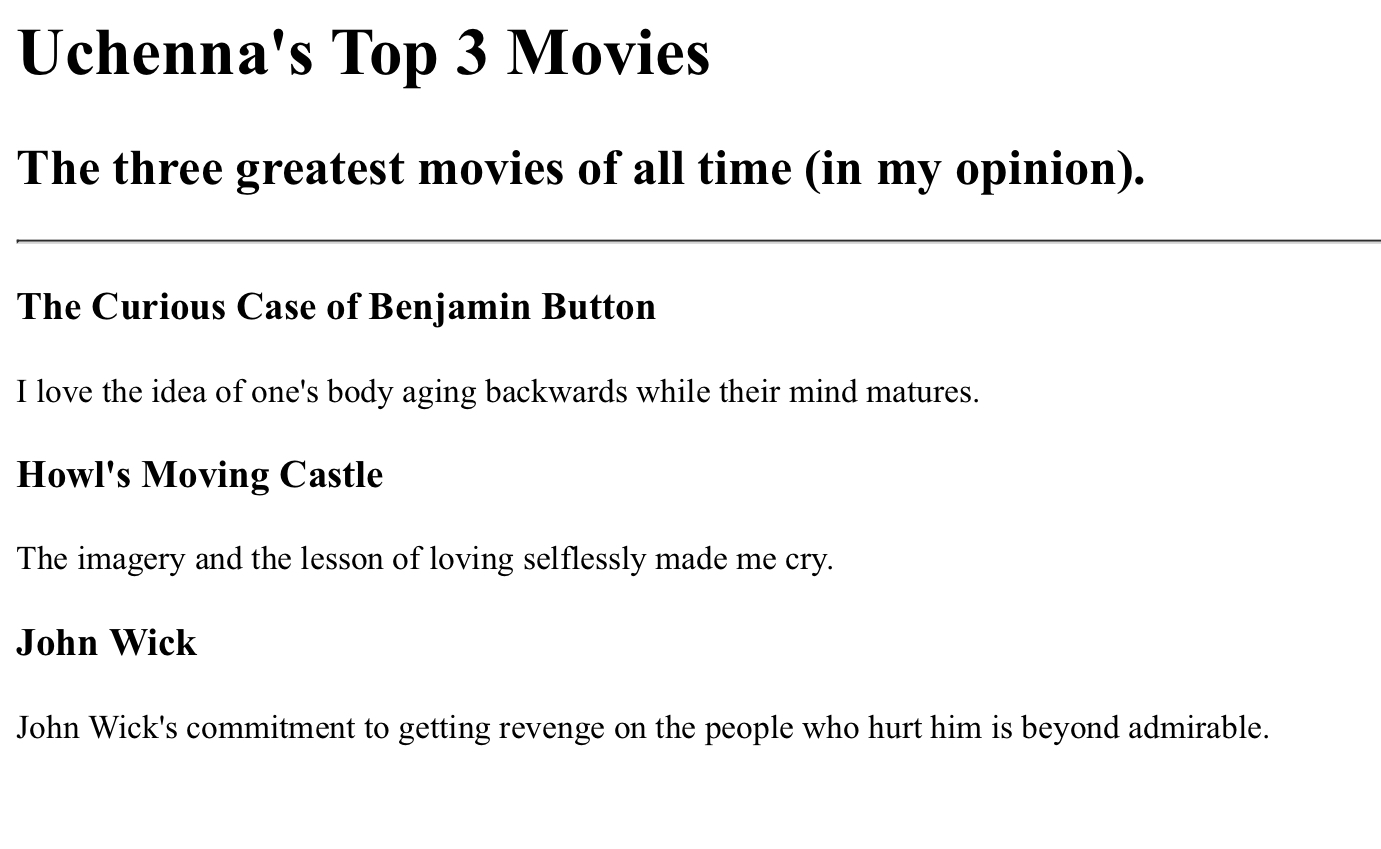 Uchenna's Top 3 Movies
The three greatest movies of all time (in my opinion).
The Curious Case of Benjamin Button
I love the idea of one's body aging backwards while their mind matures.
Howl's Moving Castle
The imagery and the lesson of loving selflessly made me cry.
John Wick
John Wick's commitment to getting revenge on the people who hurt him is beyond admirable.